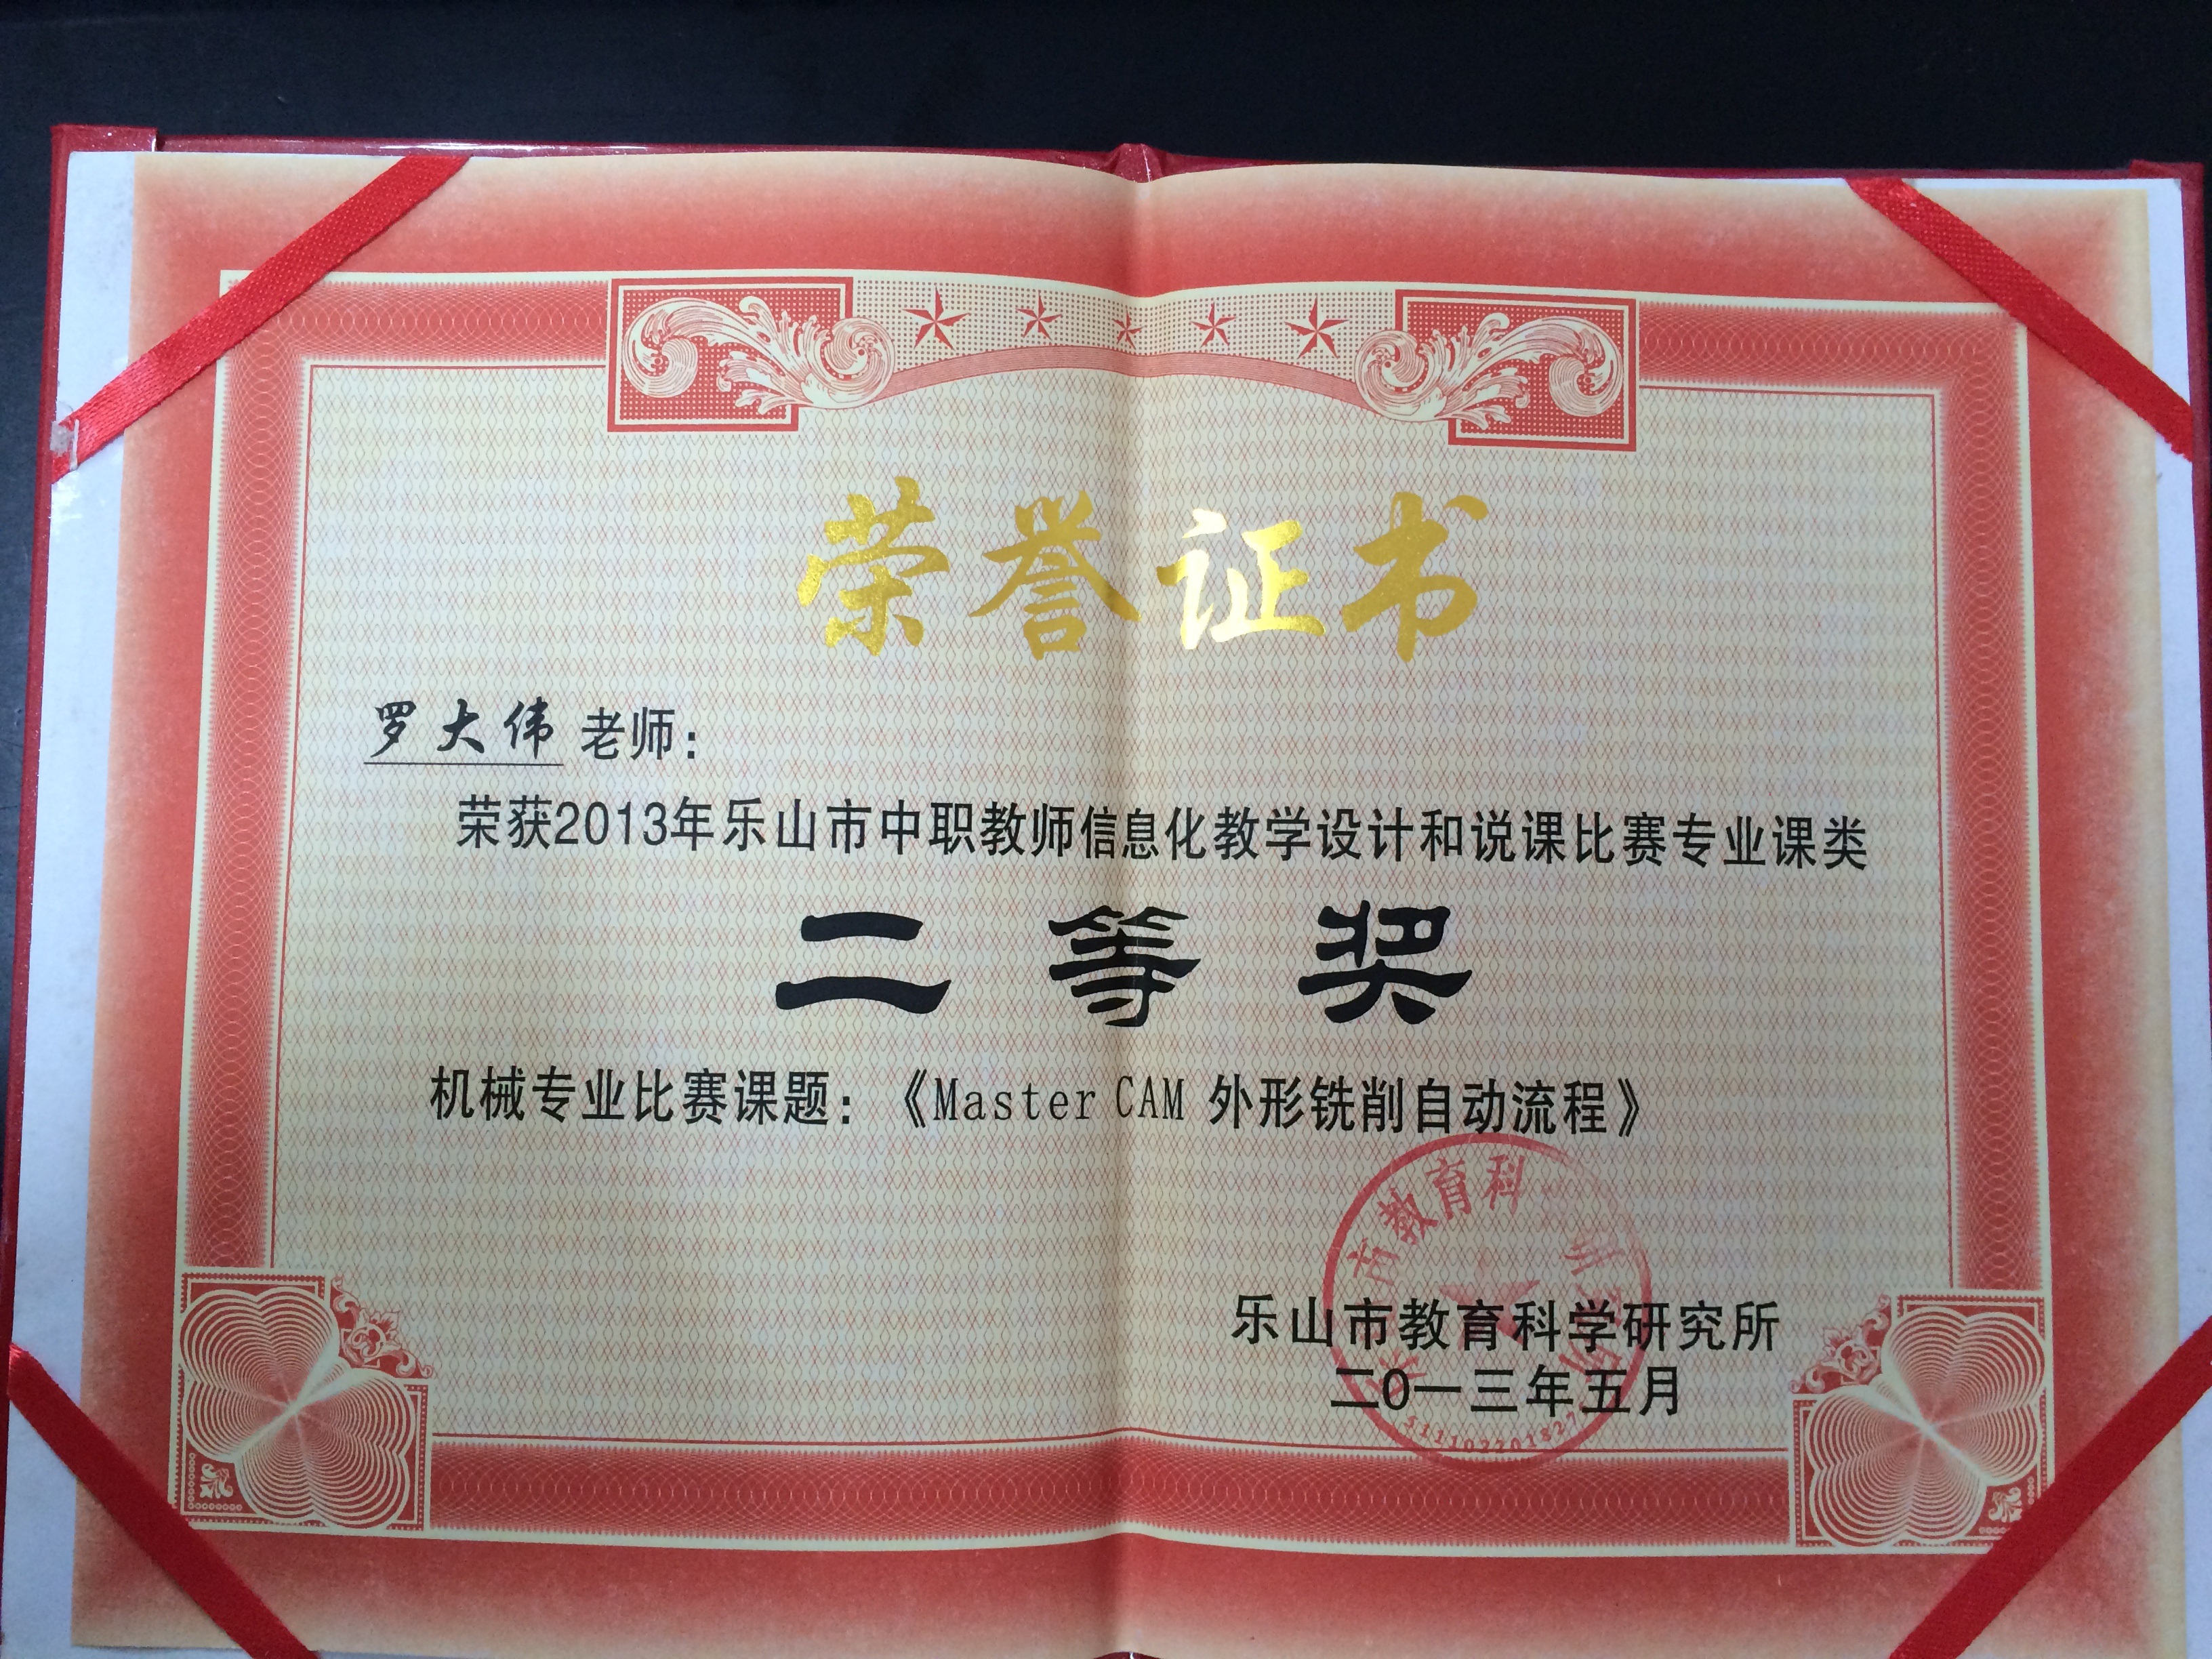 荣誉证书
罗大伟 老师：
荣获2013年乐山市中职教师信息化教学设计和说课比赛专业课类
二等奖
机械专业比赛课题：《Master CAM 外形铣削自动流程》
市教育科
乐山市教育科学研究所
二0一三年五月